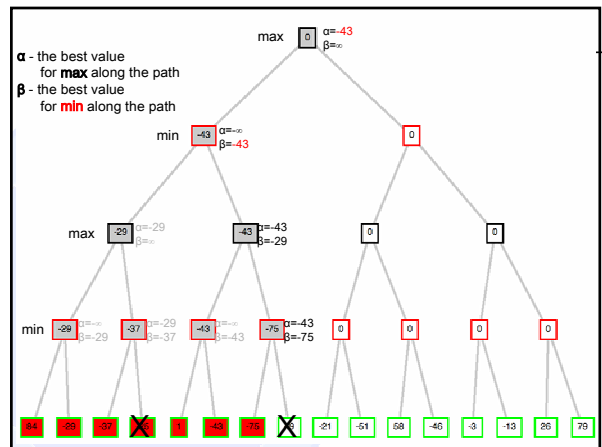 max 0 α=-43
β=∞
α - the best value
for max along the path
β - the best value
for min along the path
min -43 α=-∞
β=-43
0
max -29 α=-29
β=∞
-43 α=-43
β=-29
0 0
min -29 α=-∞
β=-29
-37 α=-29
β=-37
-43 α=-∞
β=-43
-75 α=-43
β=-75
0 0 0 0
84 -29 -37 X 1 -43 -75 X -21 -51 58 -46 -3 -13 26 79